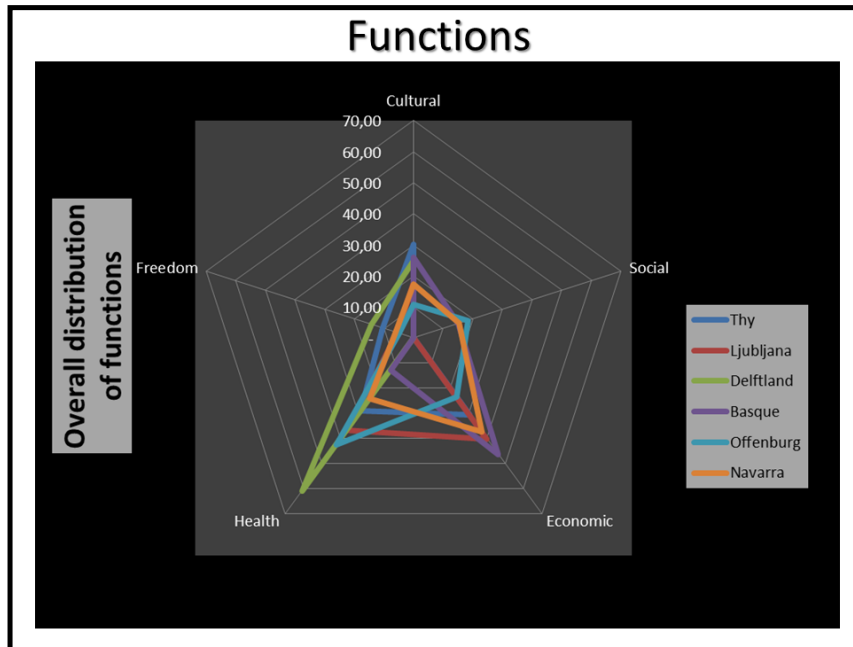 Functions
Overall distribution
of functions
Cultural
70,00
60,00
50,00
40,00
30,00
20,00
10,00
-
Freedom
Social
Health
Economic
Thy
Ljubljana
Delftland
Basque
Offenburg
Navarra